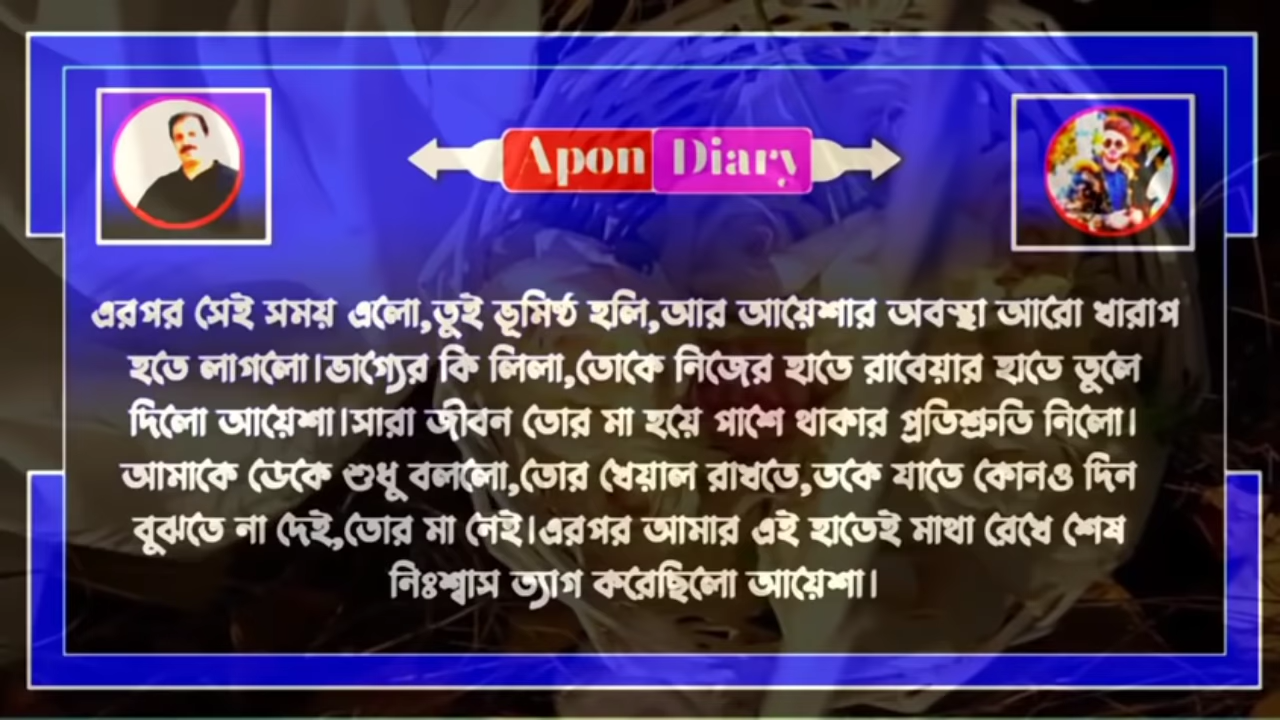 Apon Diary
এরপর সেই সময় এলো,তুই ভূমিষ্ঠ হলি,আর আয়েশার অবস্থা আরো খারাপ
হতে লাগলো।ভাগ্যের কি লিলা,তোকে নিজের হাতে রাবেয়ার হাতে তুলে
দিলো আয়েশা।সারা জীবন তোর মা হয়ে পাশে থাকার প্রতিশ্রুতি নিলো।
আমাকে ডেকে শুধু বললো,তোর খেয়াল রাখতে,তকে যাতে কোনও দিন
বুঝতে না দেই,তোর মা নেই।এরপর আমার এই হাতেই মাথা রেখে শেষ
নিঃশ্বাস ত্যাগ করেছিলো আয়েশা।